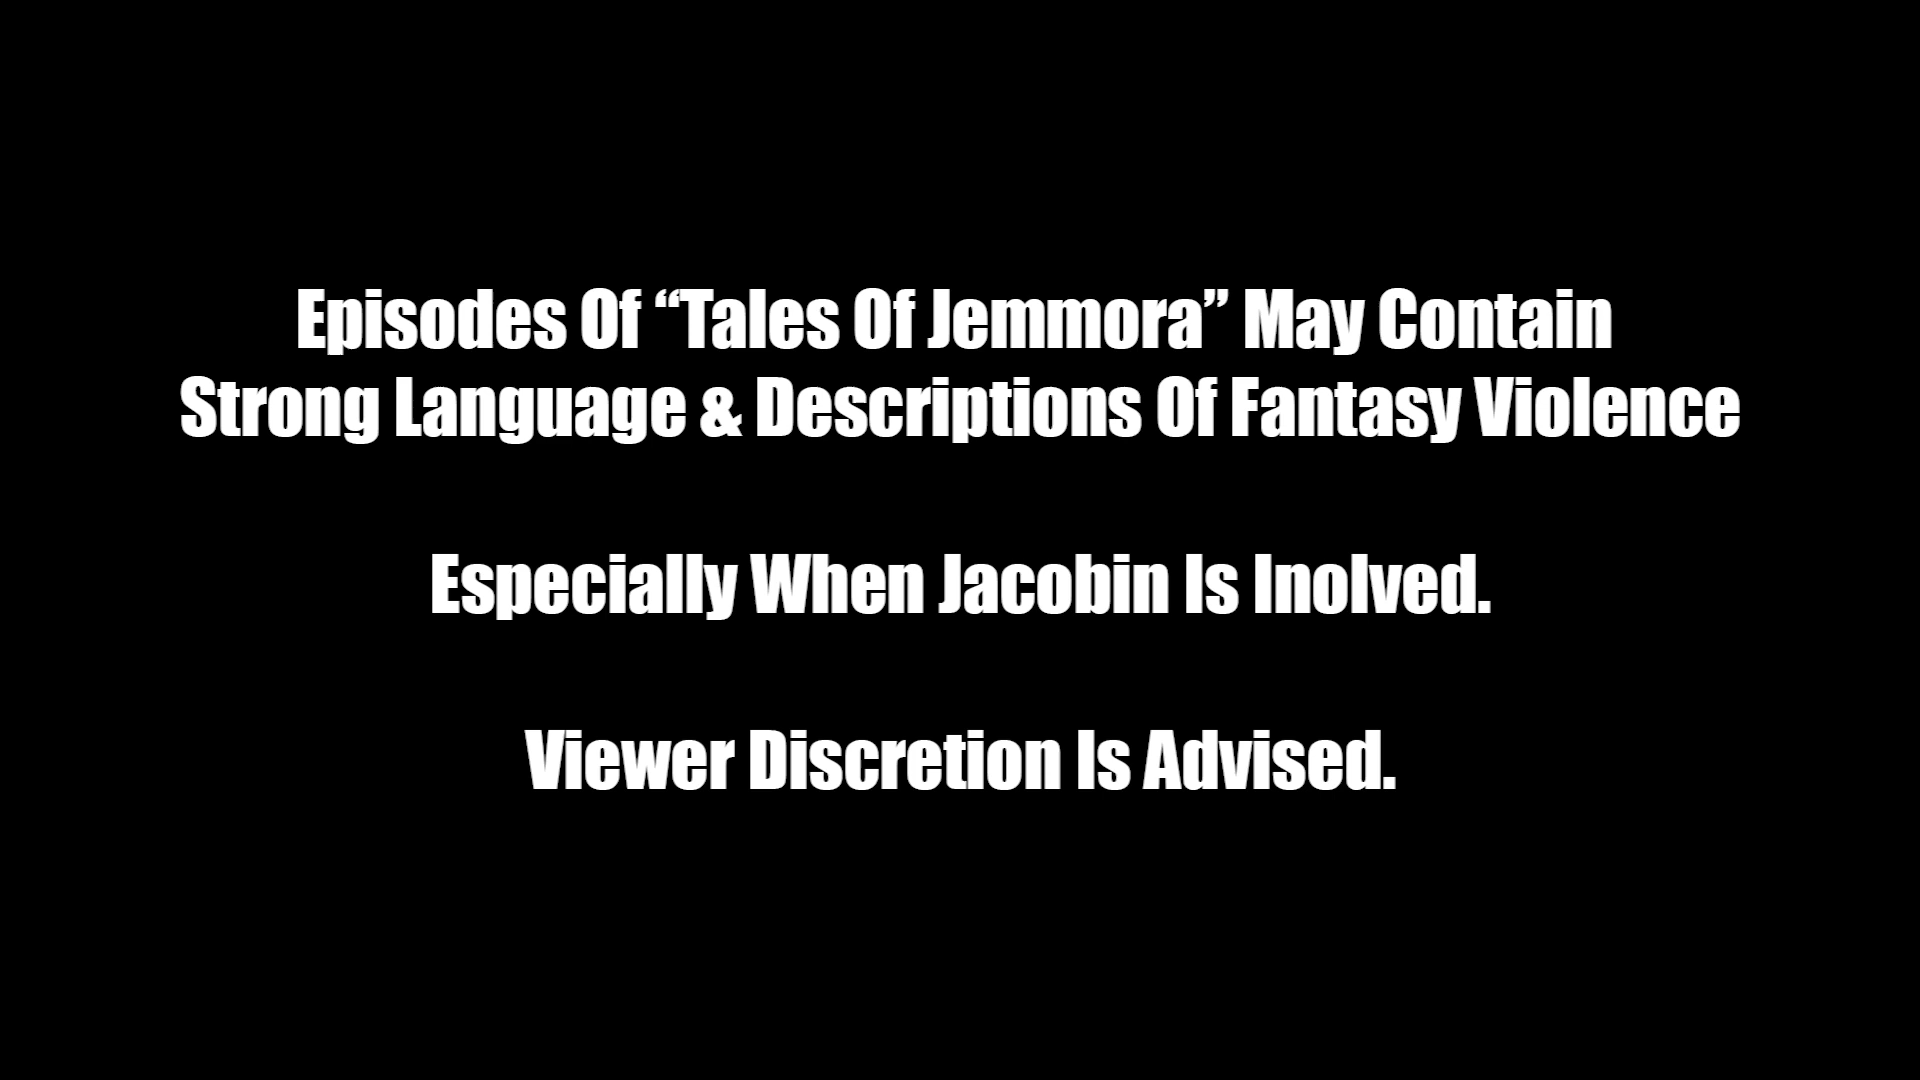 Episodes Of “Tales Of Jemmora” May Contain
Strong Language & Descriptions Of Fantasy Violence
Especially When Jacobin Is Inolved.
Viewer Discretion Is Advised.